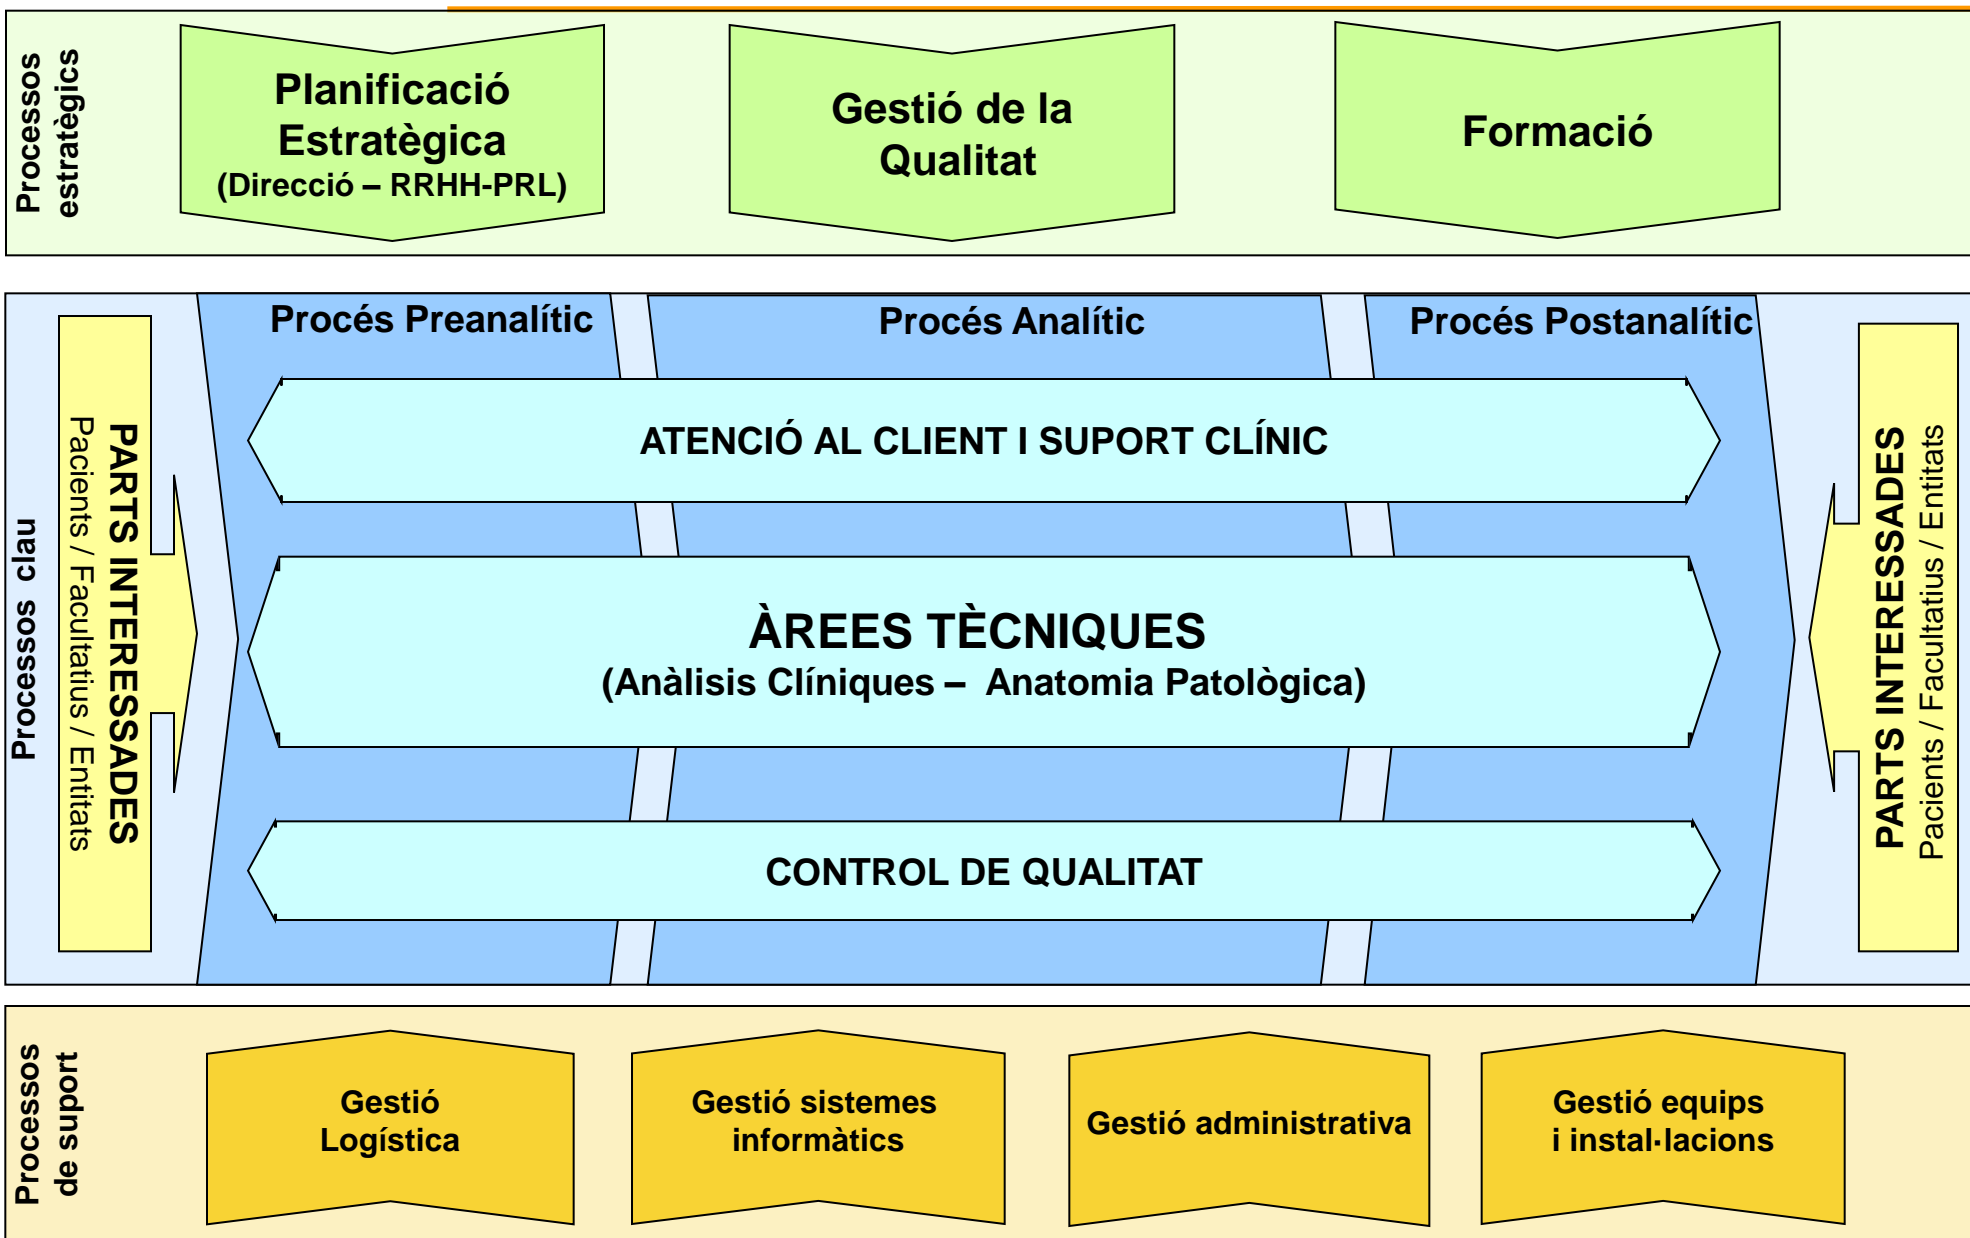 Processos
estratègics
Planificació
Estratègica
(Direcció – RRHH-PRL)
Gestió de la
Qualitat
Formació
Processos clau
PARTS INTERESSADES
Pacients / Facultatius / Entitats
Procés Preanalític
Procés Analític
Procés Postanalític
ATENCIÓ AL CLIENT I SUPORT CLÍNIC
ÀREES TÈCNIQUES
(Anàlisis Clíniques – Anatomia Patològica)
CONTROL DE QUALITAT
PARTS INTERESSADES
Pacients / Facultatius / Entitats
Processos
de suport
Gestió
Logística
Gestió sistemes
informàtics
Gestió administrativa
Gestió equips
i instal·lacions